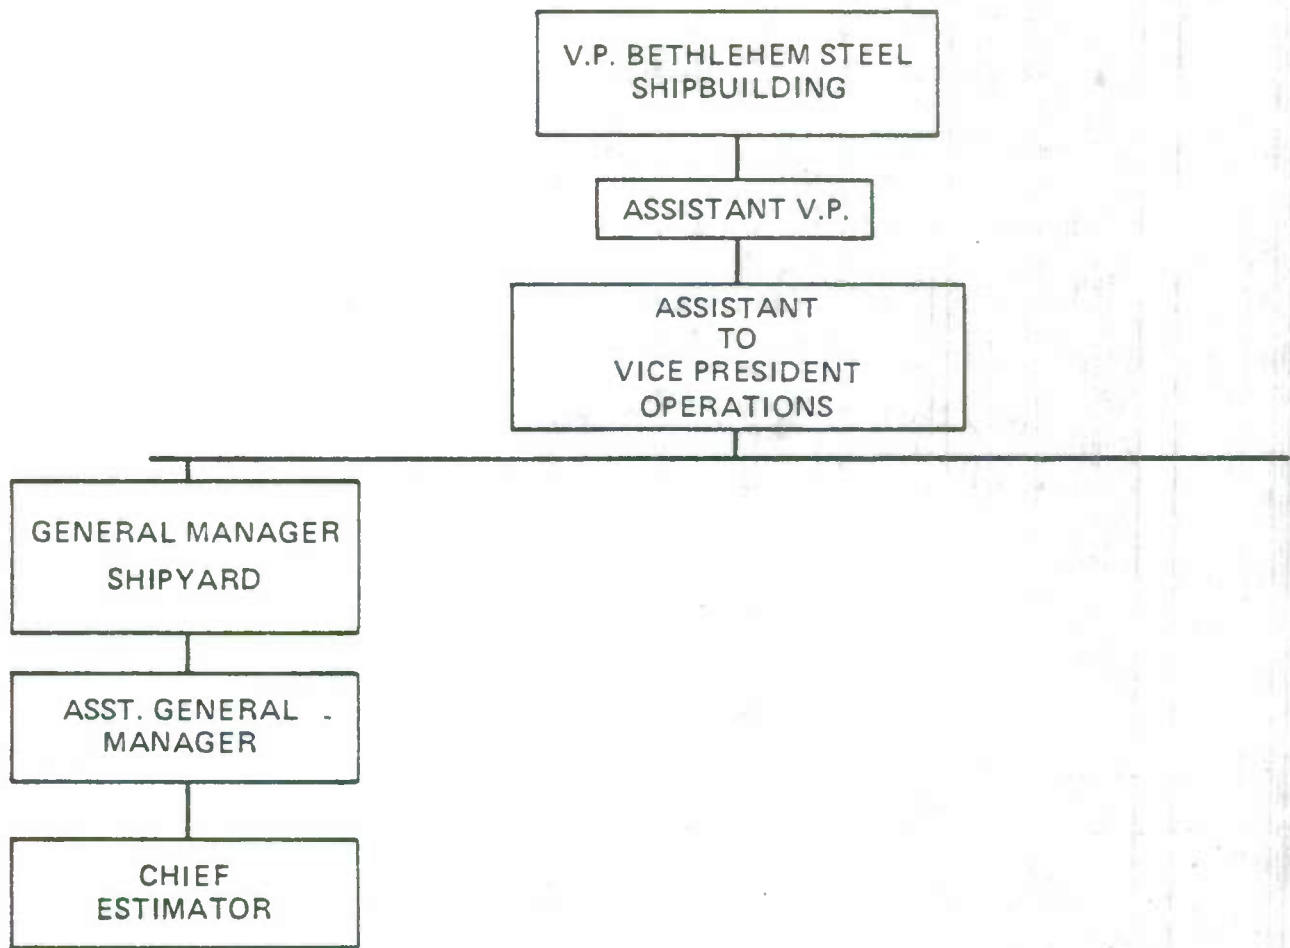 V.P. BETHLEHEM STEEL
SHIPBUILDING
ASSISTANT V.P.
ASSISTANT
TO
VICE PRESIDENT
OPERATIONS
GENERAL MANAGER
SHIPYARD
ASST. GENERAL
MANAGER
CHIEF
ESTIMATOR